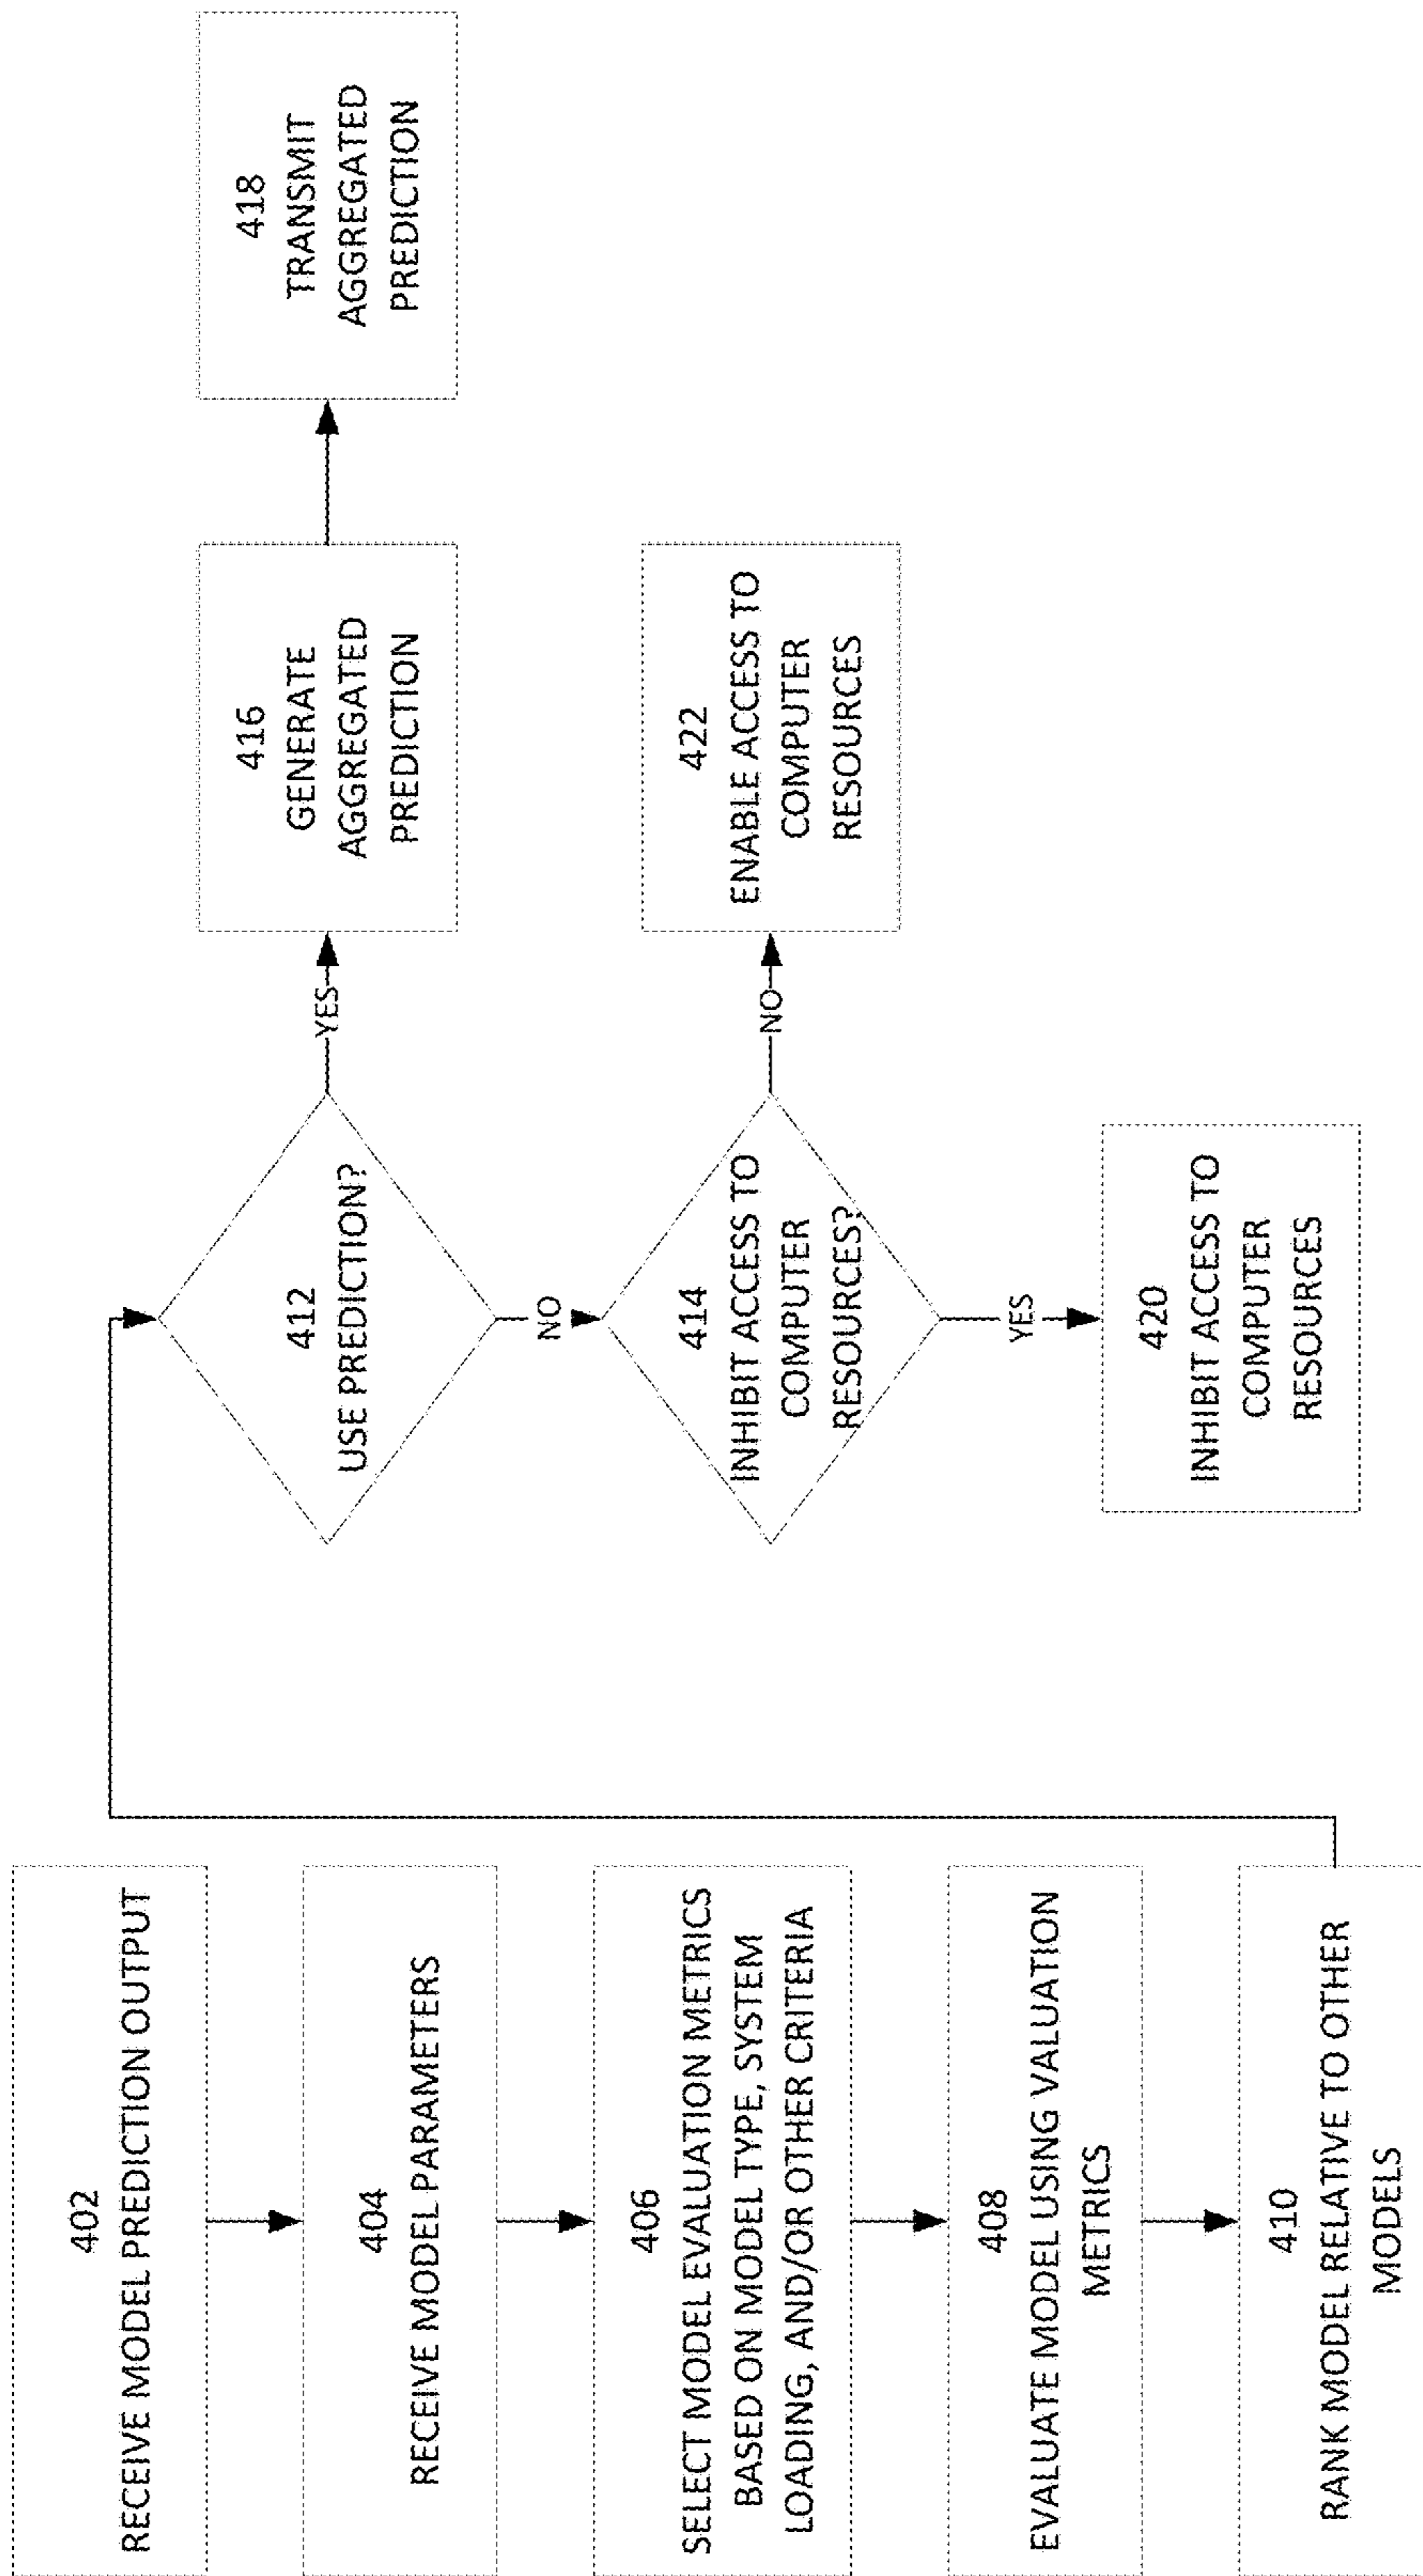 402
RECEIVE MODEL PREDICTION OUTPUT
404
RECEIVE MODEL PARAMETERS
406
SELECT MODEL EVALUATION METRICS
BASED ON MODEL TYPE, SYSTEM
LOADING, AND/OR OTHER CRITERIA
408
EVALUATE MODEL USING VALUATION
METRICS
410
RANK MODEL RELATIVE TO OTHER
MODELS
412
USE PREDICTION?
YES
416
GENERATE
AGGREGATED
PREDICTION
418
TRANSMIT
AGGREGATED
PREDICTION
NO
414
INHIBIT ACCESS TO
COMPUTER
RESOURCES?
NO
422
ENABLE ACCESS TO
COMPUTER
RESOURCES
YES
420
INHIBIT ACCESS TO
COMPUTER
RESOURCES